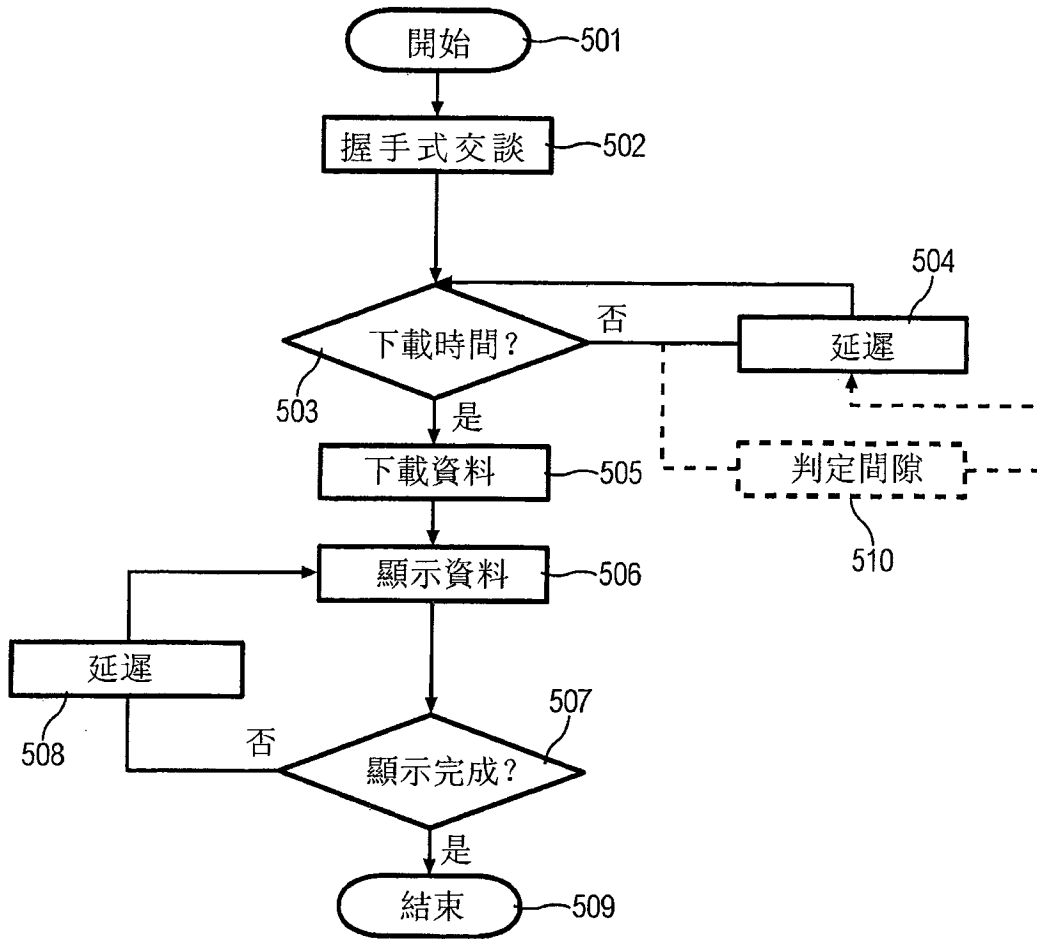 開始
501
握手式交談
502
504
下載時間?
否
延遲
503
是
下載資料
505
判定間隙
510
顯示資料
506
延遲
508
507
否
顯示完成?
是
結束
509